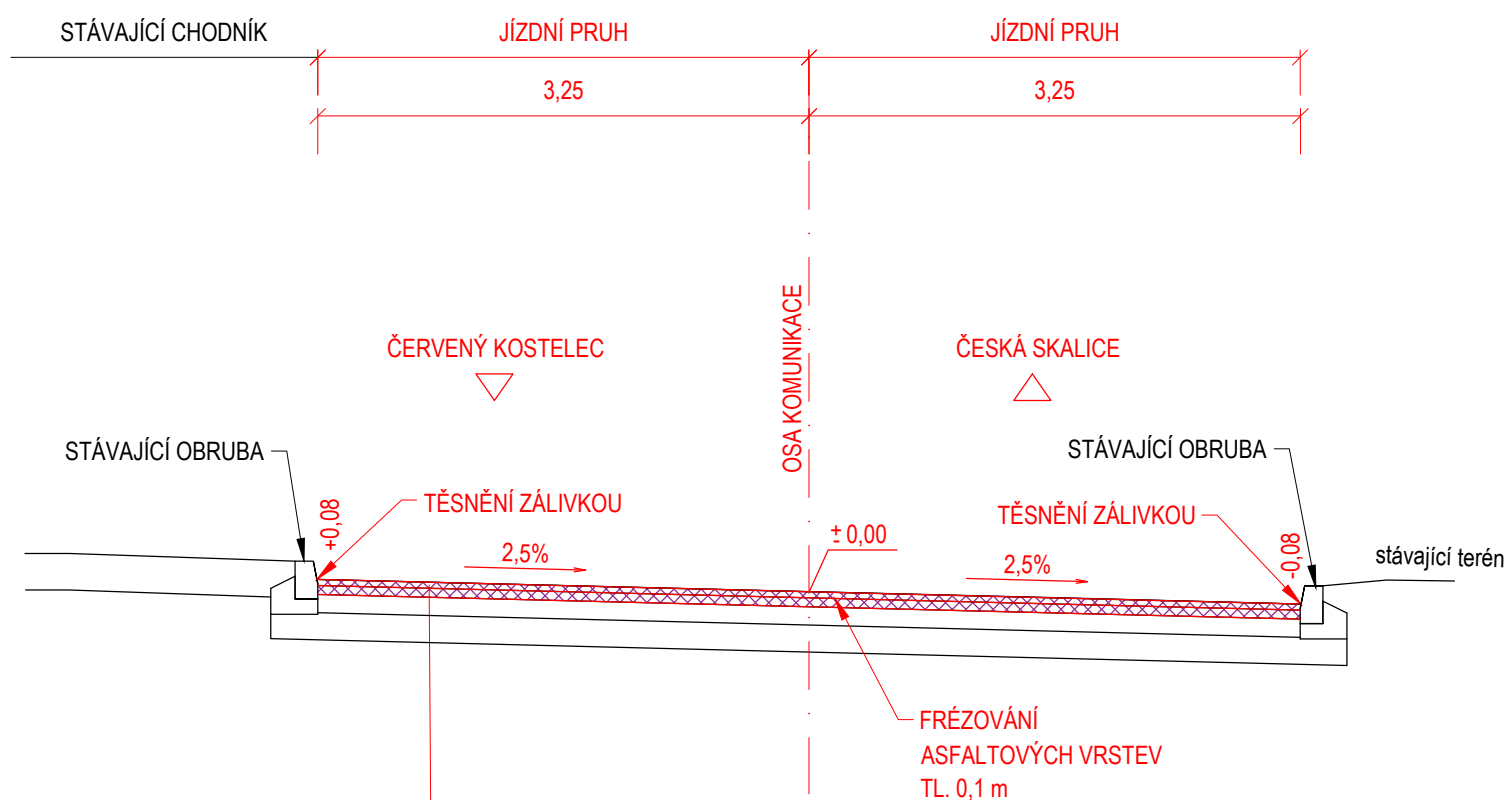 STÁVAJÍCÍ CHODNÍK
JÍZDNÍ PRUH
JÍZDNÍ PRUH
3,25
3,25
OSA KOMUNIKACE
ČERVENÝ KOSTELEC
ČESKÁ SKALICE
STÁVAJÍCÍ OBRUBA
STÁVAJÍCÍ OBRUBA
+0,08
TĚSNĚNÍ ZÁLIVKOU
TĚSNĚNÍ ZÁLIVKOU
-0,08
2,5%
± 0,00
2,5%
stávající terén
FRÉZOVÁNÍ
ASFALTOVÝCH VRSTEV
TL. 0,1 m